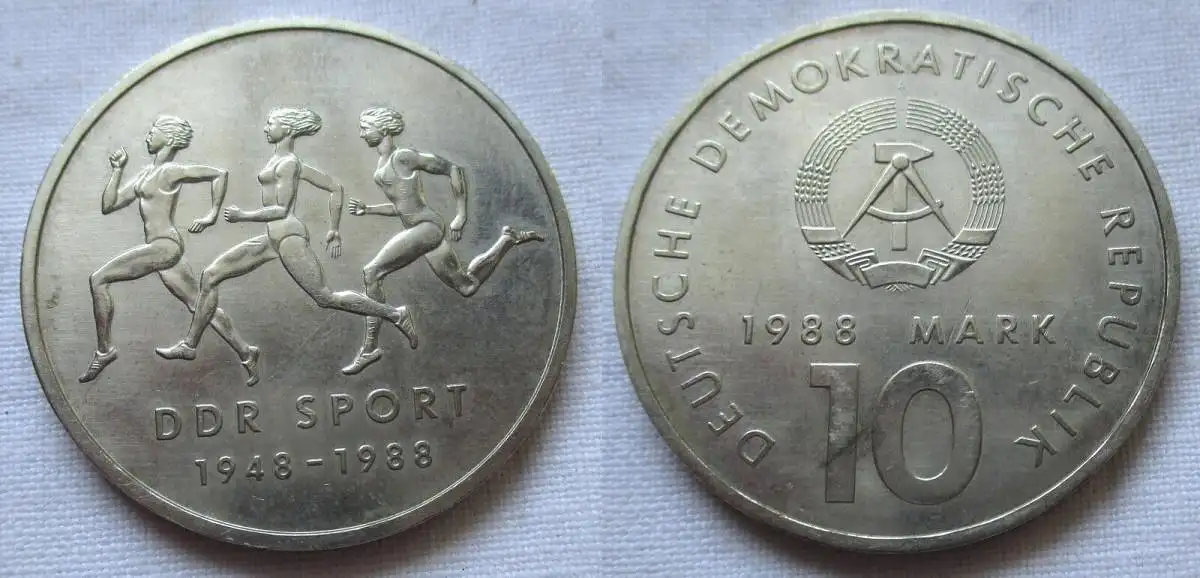 DDR SPORT
1948-1988
DEUTSCHE DEMOKRATISCHE REPUBLIK
1988 MARK
10